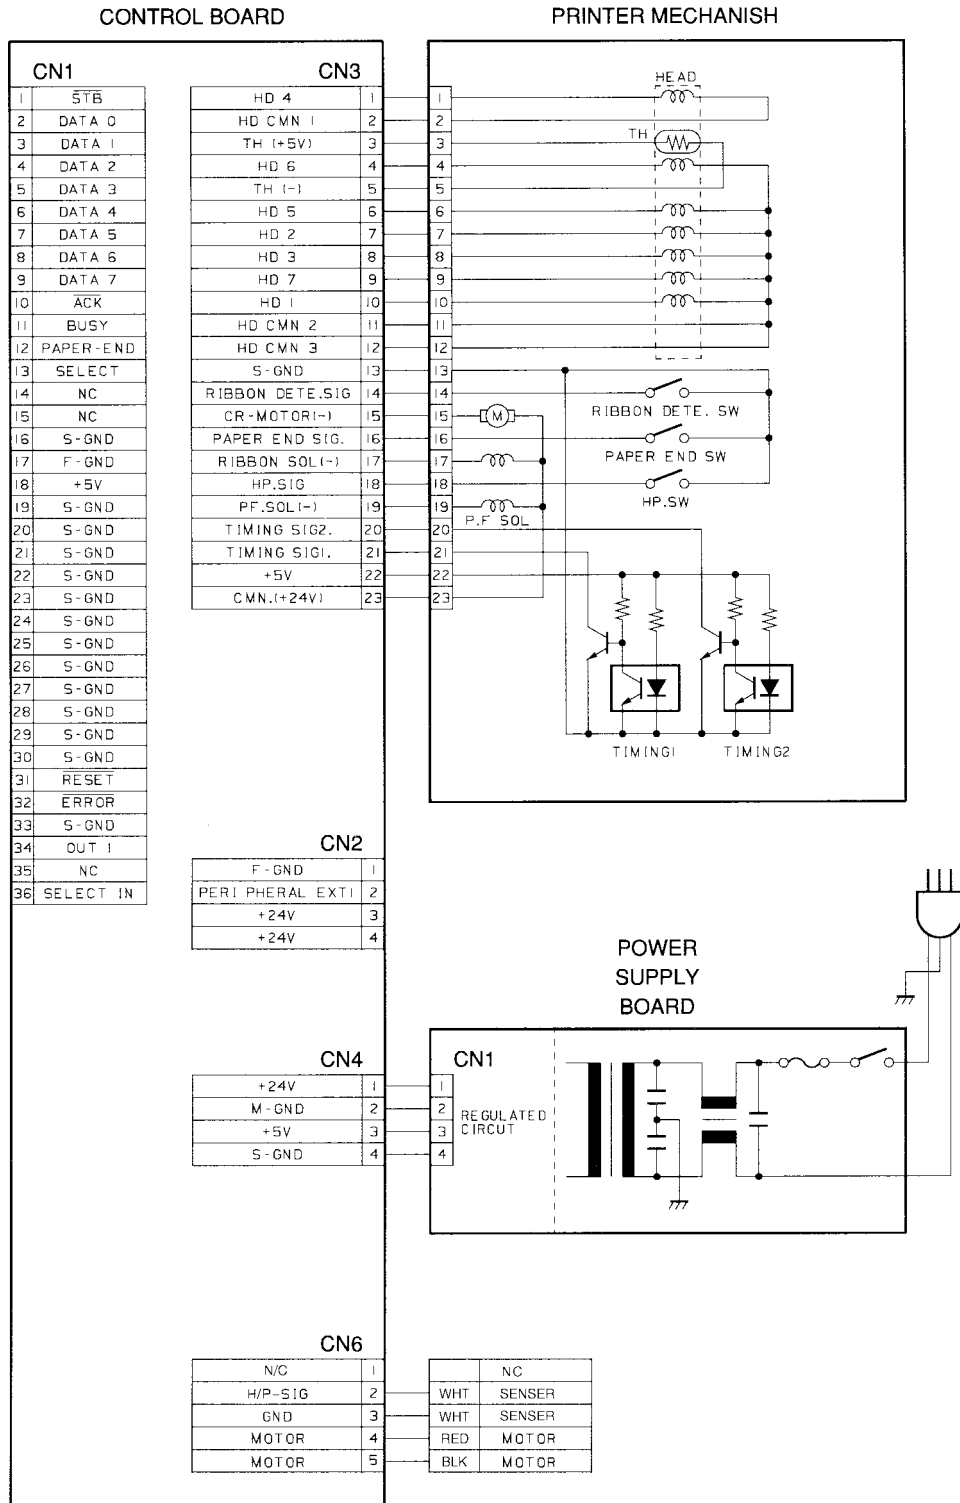 CONTROL BOARD
PRINTER MECHANISH
CN1
1 STB
2 DATA 0
3 DATA 1
4 DATA 2
5 DATA 3
6 DATA 4
7 DATA 5
8 DATA 6
9 DATA 7
10 ACK
11 BUSY
12 PAPER-END
13 SELECT
14 NC
15 NC
16 S-GND
17 F-GND
18 +5V
19 S-GND
20 S-GND
21 S-GND
22 S-GND
23 S-GND
24 S-GND
25 S-GND
26 S-GND
27 S-GND
28 S-GND
29 S-GND
30 S-GND
31 RESET
32 ERROR
33 S-GND
34 OUT 1
35 NC
36 SELECT IN
CN3
HD 4 1 1
HD CMN 1 2 2
TH (+5V) 3 3
HD 6 4 4
TH (-) 5 5
HD 5 6 6
HD 2 7 7
HD 3 8 8
HD 7 9 9
HD 1 10 10
HD CMN 2 11 11
HD CMN 3 12 12
S-GND 13 13
RIBBON DETE.SIG 14 14
CR-MOTOR(-) 15 15
PAPER END SIG. 16 16
RIBBON SOL(-) 17 17
HP.SIG 18 18
PF.SOL(-) 19 19
TIMING SIG2. 20 20
TIMING SIG1. 21 21
+5V 22 22
CMN.(+24V) 23 23
HEAD
TH
M
RIBBON DETE. SW
PAPER END SW
HP.SW
P.F SOL
TIMING1
TIMING2
CN2
F-GND 1
PERI PHERAL EXT1 2
+24V 3
+24V 4
POWER
SUPPLY
BOARD
CN4
+24V 1
M-GND 2
+5V 3
S-GND 4
CN1
1
2
3
4
REGULATED
CIRCUT
CN6
N/C 1 NC
H/P-SIG 2 WHT SENSER
GND 3 WHT SENSER
MOTOR 4 RED MOTOR
MOTOR 5 BLK MOTOR